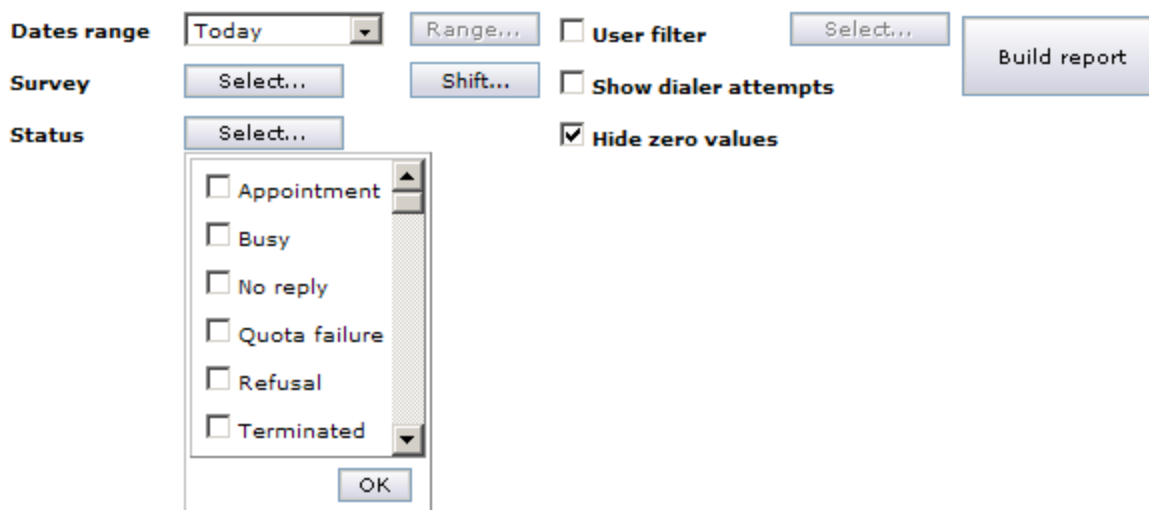 Dates range Today Range... User filter Select... Build report
Survey Select... Shift... Show dialer attempts
Status Select... Hide zero values
Appointment
Busy
No reply
Quota failure
Refusal
Terminated
OK